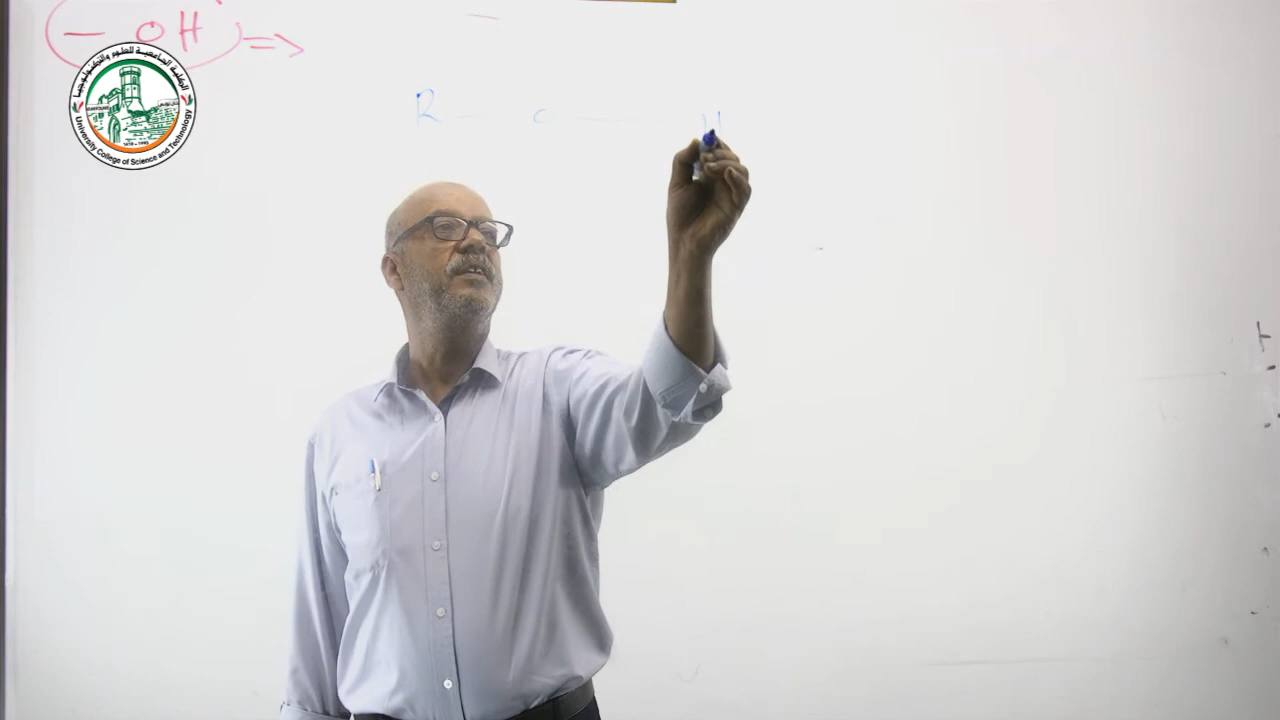 — OH =>
R — o — H
الكلية الجامعية للعلوم والتكنولوجيا
University College of Science and Technology